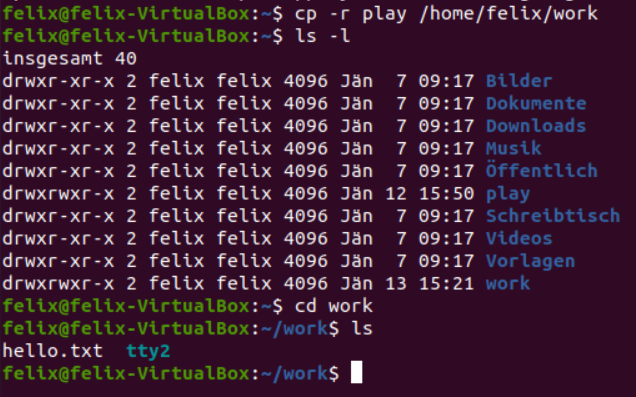 felix@felix-VirtualBox:~$ cp -r play /home/felix/work
felix@felix-VirtualBox:~$ ls -l
insgesamt 40
drwxr-xr-x 2 felix felix 4096 Jän  7 09:17 Bilder
drwxr-xr-x 2 felix felix 4096 Jän  7 09:17 Dokumente
drwxr-xr-x 2 felix felix 4096 Jän  7 09:17 Downloads
drwxr-xr-x 2 felix felix 4096 Jän  7 09:17 Musik
drwxr-xr-x 2 felix felix 4096 Jän  7 09:17 Öffentlich
drwxrwxr-x 2 felix felix 4096 Jän 12 15:50 play
drwxr-xr-x 2 felix felix 4096 Jän  7 09:17 Schreibtisch
drwxr-xr-x 2 felix felix 4096 Jän  7 09:17 Videos
drwxr-xr-x 2 felix felix 4096 Jän  7 09:17 Vorlagen
drwxrwxr-x 2 felix felix 4096 Jän 13 15:21 work
felix@felix-VirtualBox:~$ cd work
felix@felix-VirtualBox:~/work$ ls
hello.txt  tty2
felix@felix-VirtualBox:~/work$